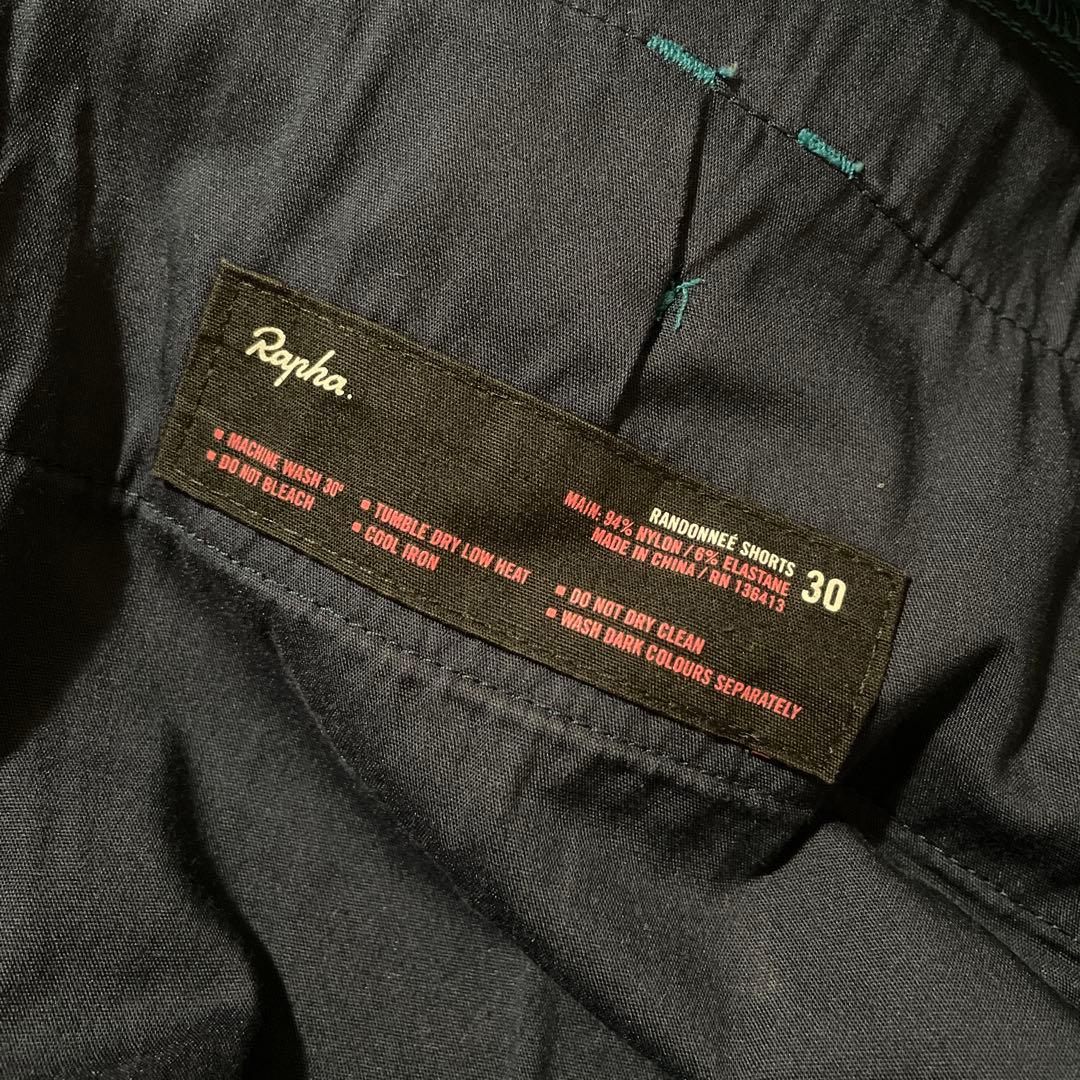 Rapha.
RANDONNEÉ SHORTS
MAIN: 94% NYLON / 6% ELASTANE
MADE IN CHINA / RN 136413
30
▪ MACHINE WASH 30°
▪ DO NOT BLEACH
▪ TUMBLE DRY LOW HEAT
▪ COOL IRON
▪ DO NOT DRY CLEAN
▪ WASH DARK COLOURS SEPARATELY